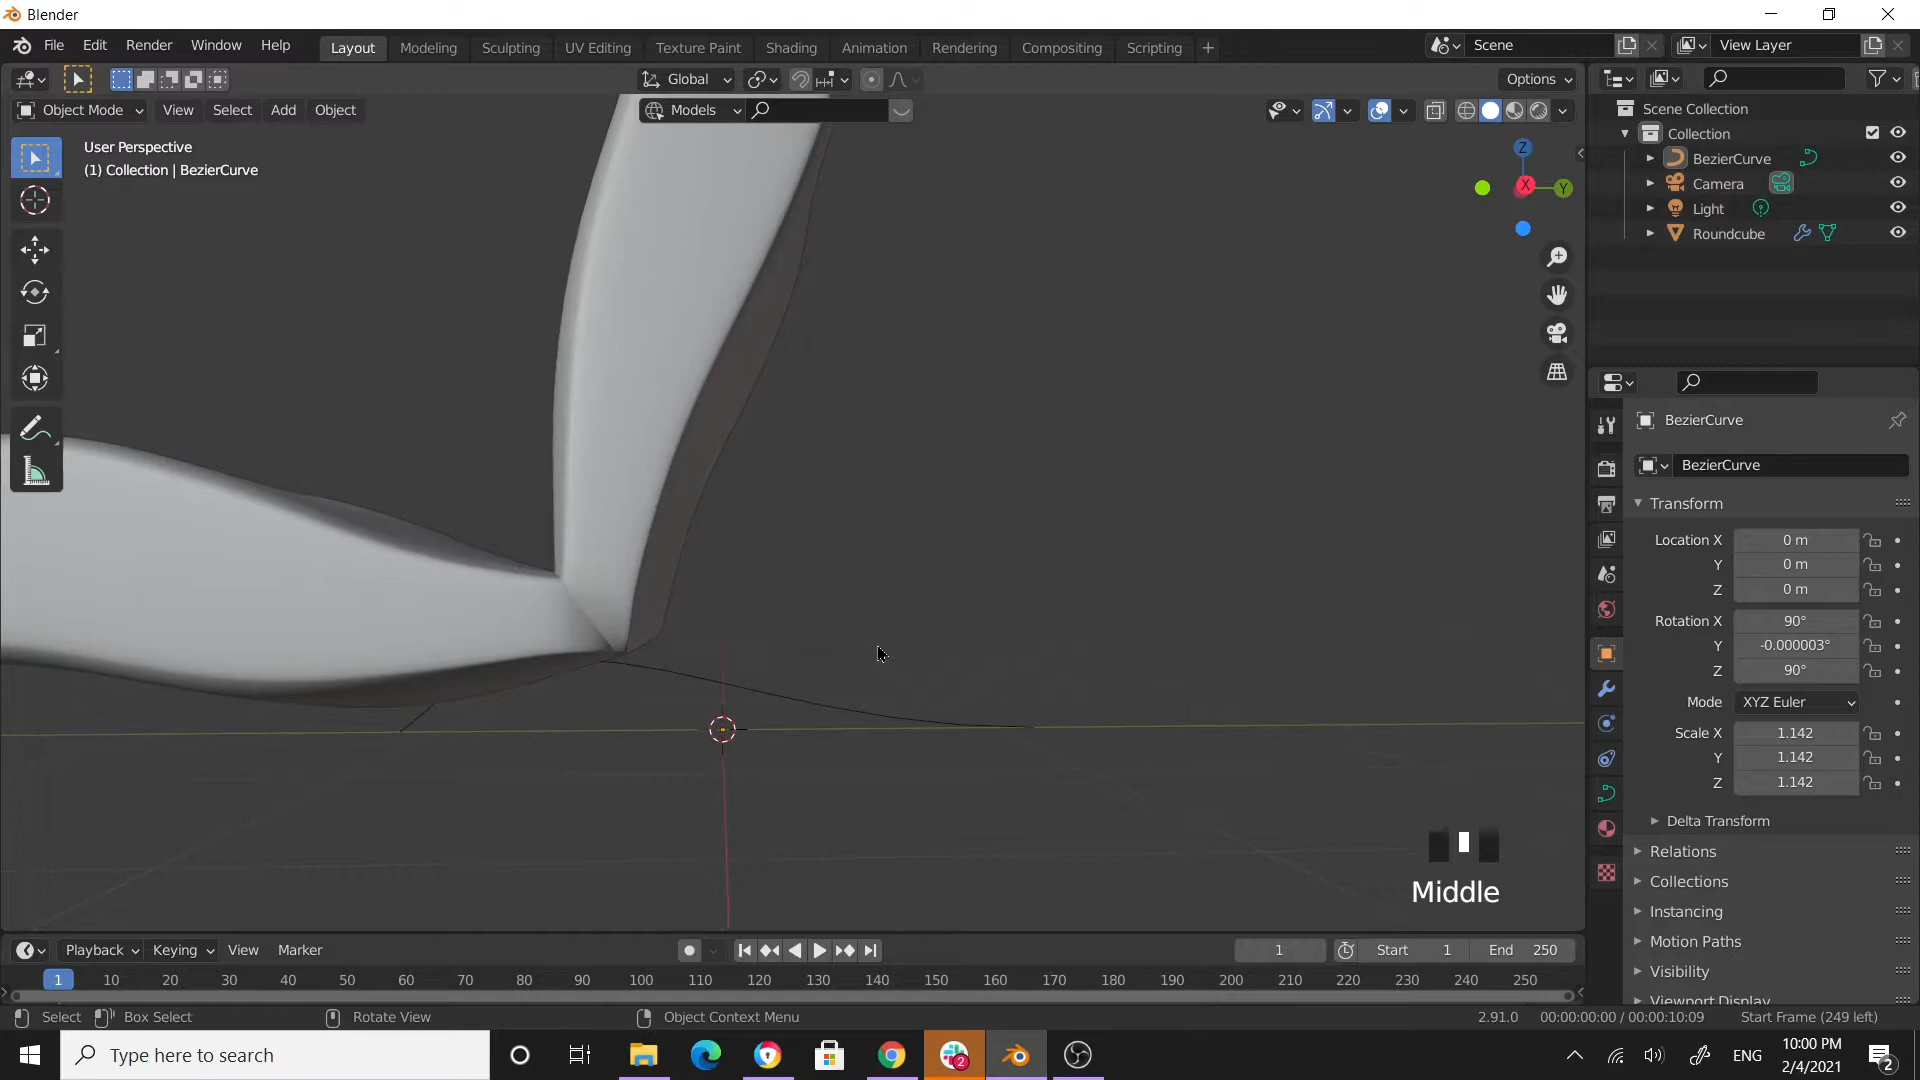 Blender
File Edit Render Window Help Layout Modeling Sculpting UV Editing Texture Paint Shading Animation Rendering Compositing Scripting + Scene View Layer
Global Options
Object Mode View Select Add Object Models
User Perspective
(1) Collection | BezierCurve
Z
X
Y
Scene Collection
Collection
BezierCurve
Camera
Light
Roundcube
BezierCurve
BezierCurve
Transform
Location X 0 m
Y 0 m
Z 0 m
Rotation X 90°
Y -0.000003°
Z 90°
Mode XYZ Euler
Scale X 1.142
Y 1.142
Z 1.142
Delta Transform
Relations
Collections
Instancing
Motion Paths
Visibility
Viewport Display
Middle
Playback Keying View Marker 1 Start 1 End 250
1 10 20 30 40 50 60 70 80 90 100 110 120 130 140 150 160 170 180 190 200 210 220 230 240 250
Select Box Select Rotate View Object Context Menu 2.91.0 00:00:00:00 / 00:00:10:09 Start Frame (249 left)
Type here to search 2 ENG 10:00 PM 2
2/4/2021